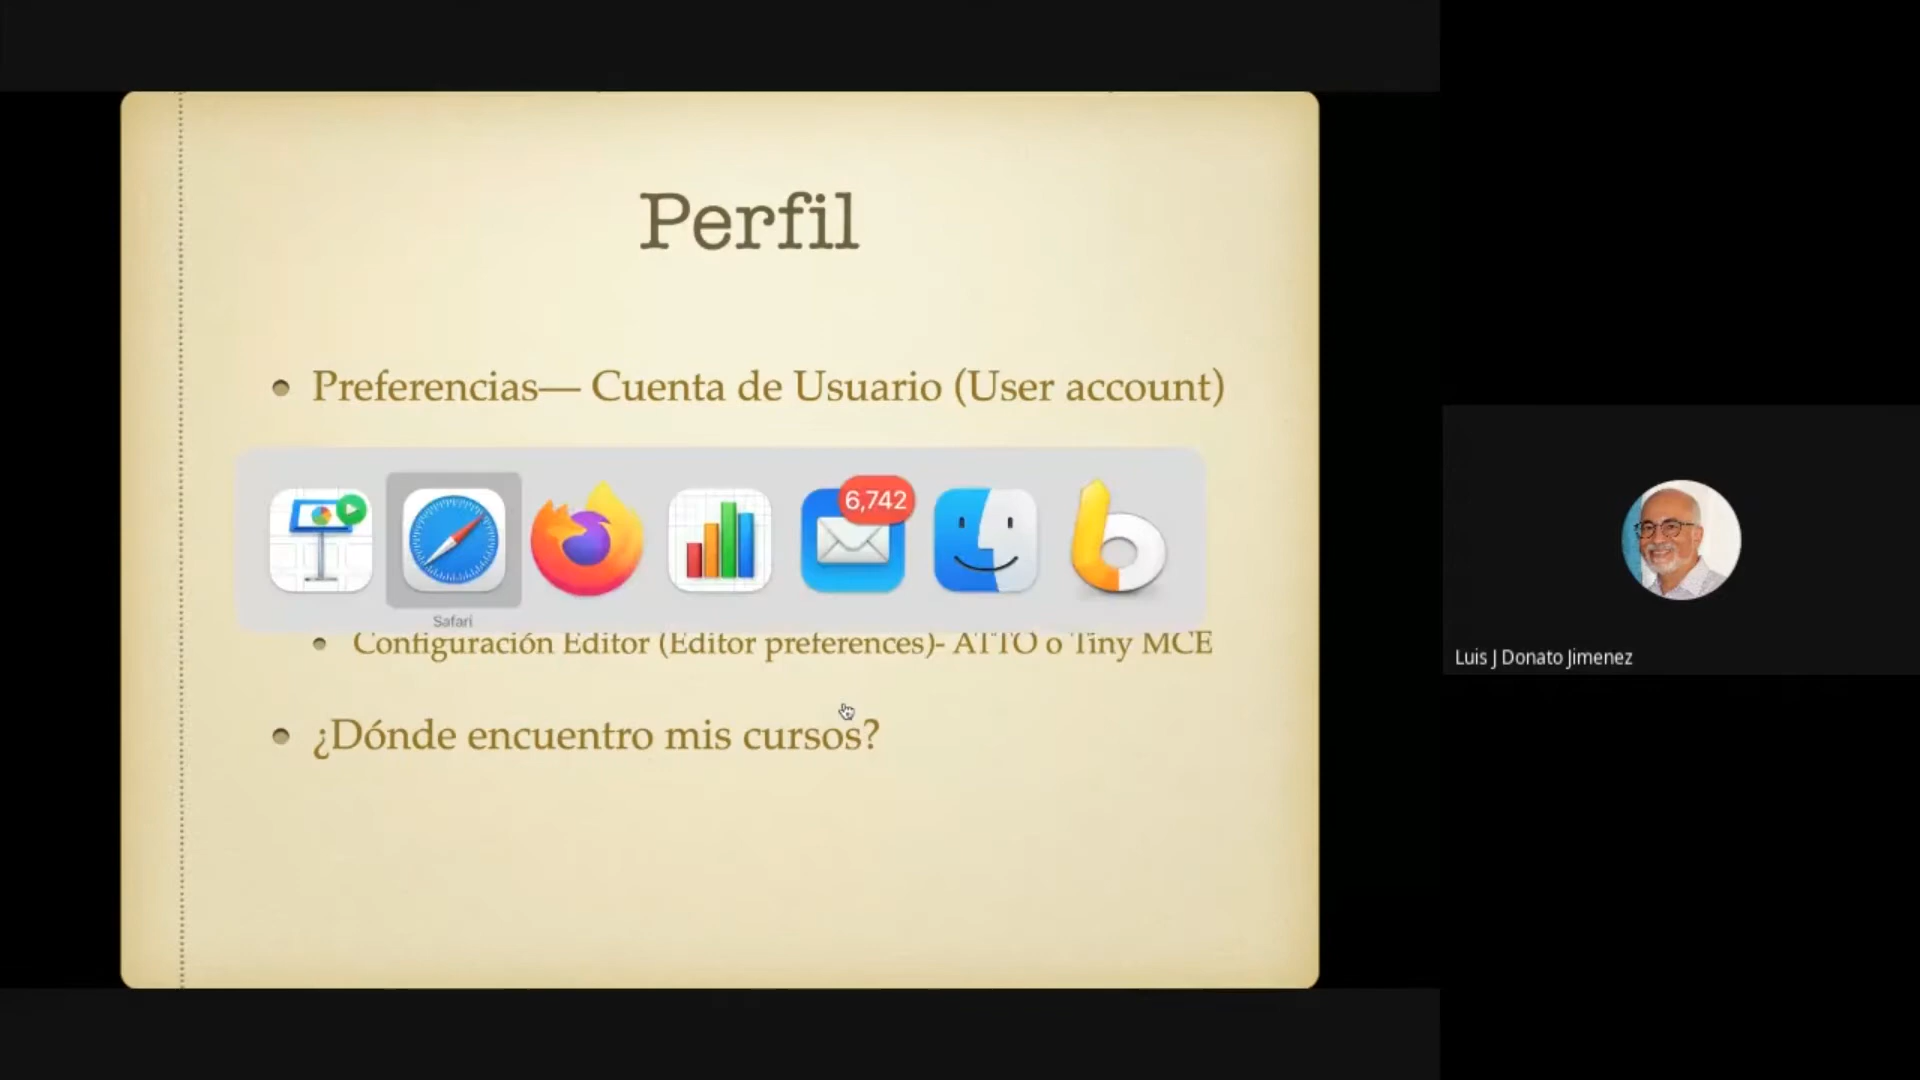 Perfil
Preferencias— Cuenta de Usuario (User account)
6,742
Safari
Configuración Editor (Editor preferences)- ATTO o Tiny MCE
¿Dónde encuentro mis cursos?
Luis J Donato Jimenez